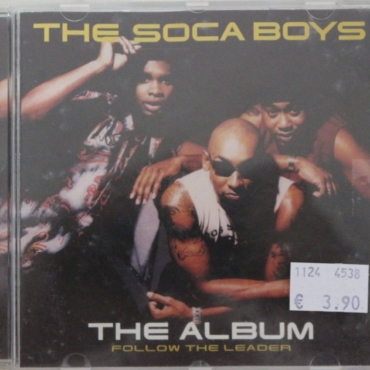 THE SOCA BOYS
1124 4538
€ 3.90
THE ALBUM
FOLLOW THE LEADER